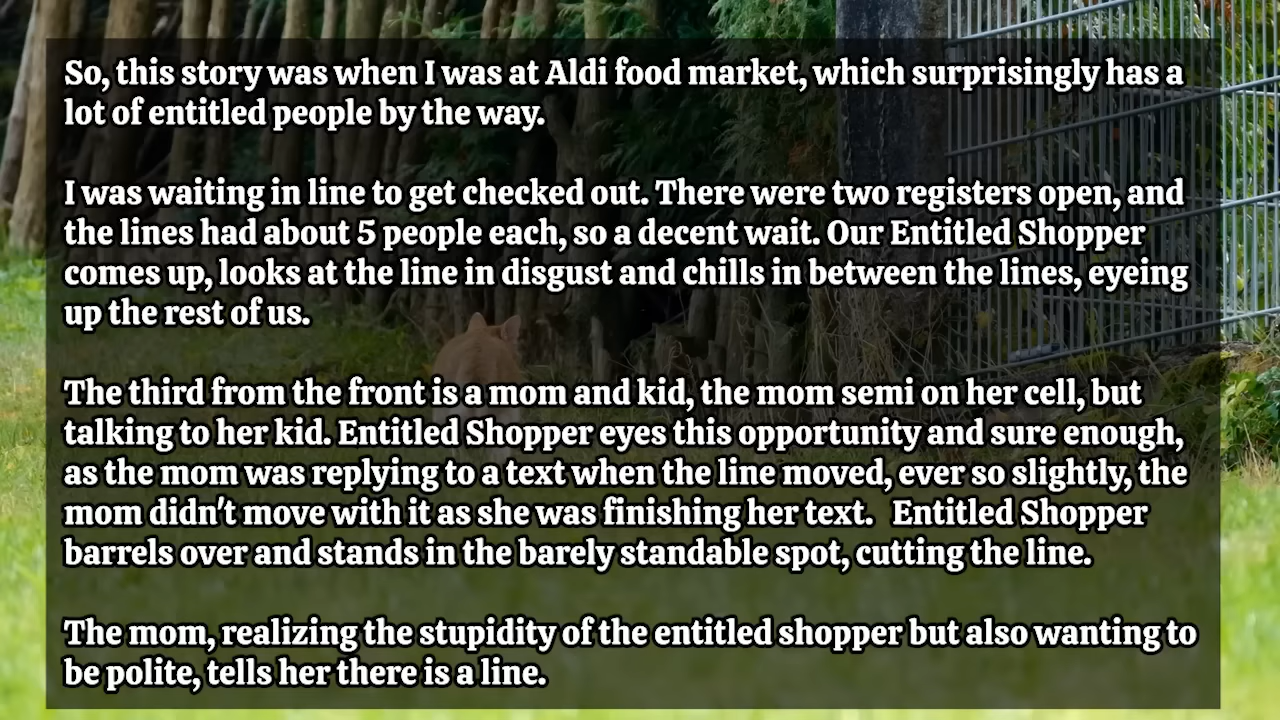 So, this story was when I was at Aldi food market, which surprisingly has a
lot of entitled people by the way.
I was waiting in line to get checked out. There were two registers open, and
the lines had about 5 people each, so a decent wait. Our Entitled Shopper
comes up, looks at the line in disgust and chills in between the lines, eyeing
up the rest of us.
The third from the front is a mom and kid, the mom semi on her cell, but
talking to her kid. Entitled Shopper eyes this opportunity and sure enough,
as the mom was replying to a text when the line moved, ever so slightly, the
mom didn't move with it as she was finishing her text.   Entitled Shopper
barrels over and stands in the barely standable spot, cutting the line.
The mom, realizing the stupidity of the entitled shopper but also wanting to
be polite, tells her there is a line.